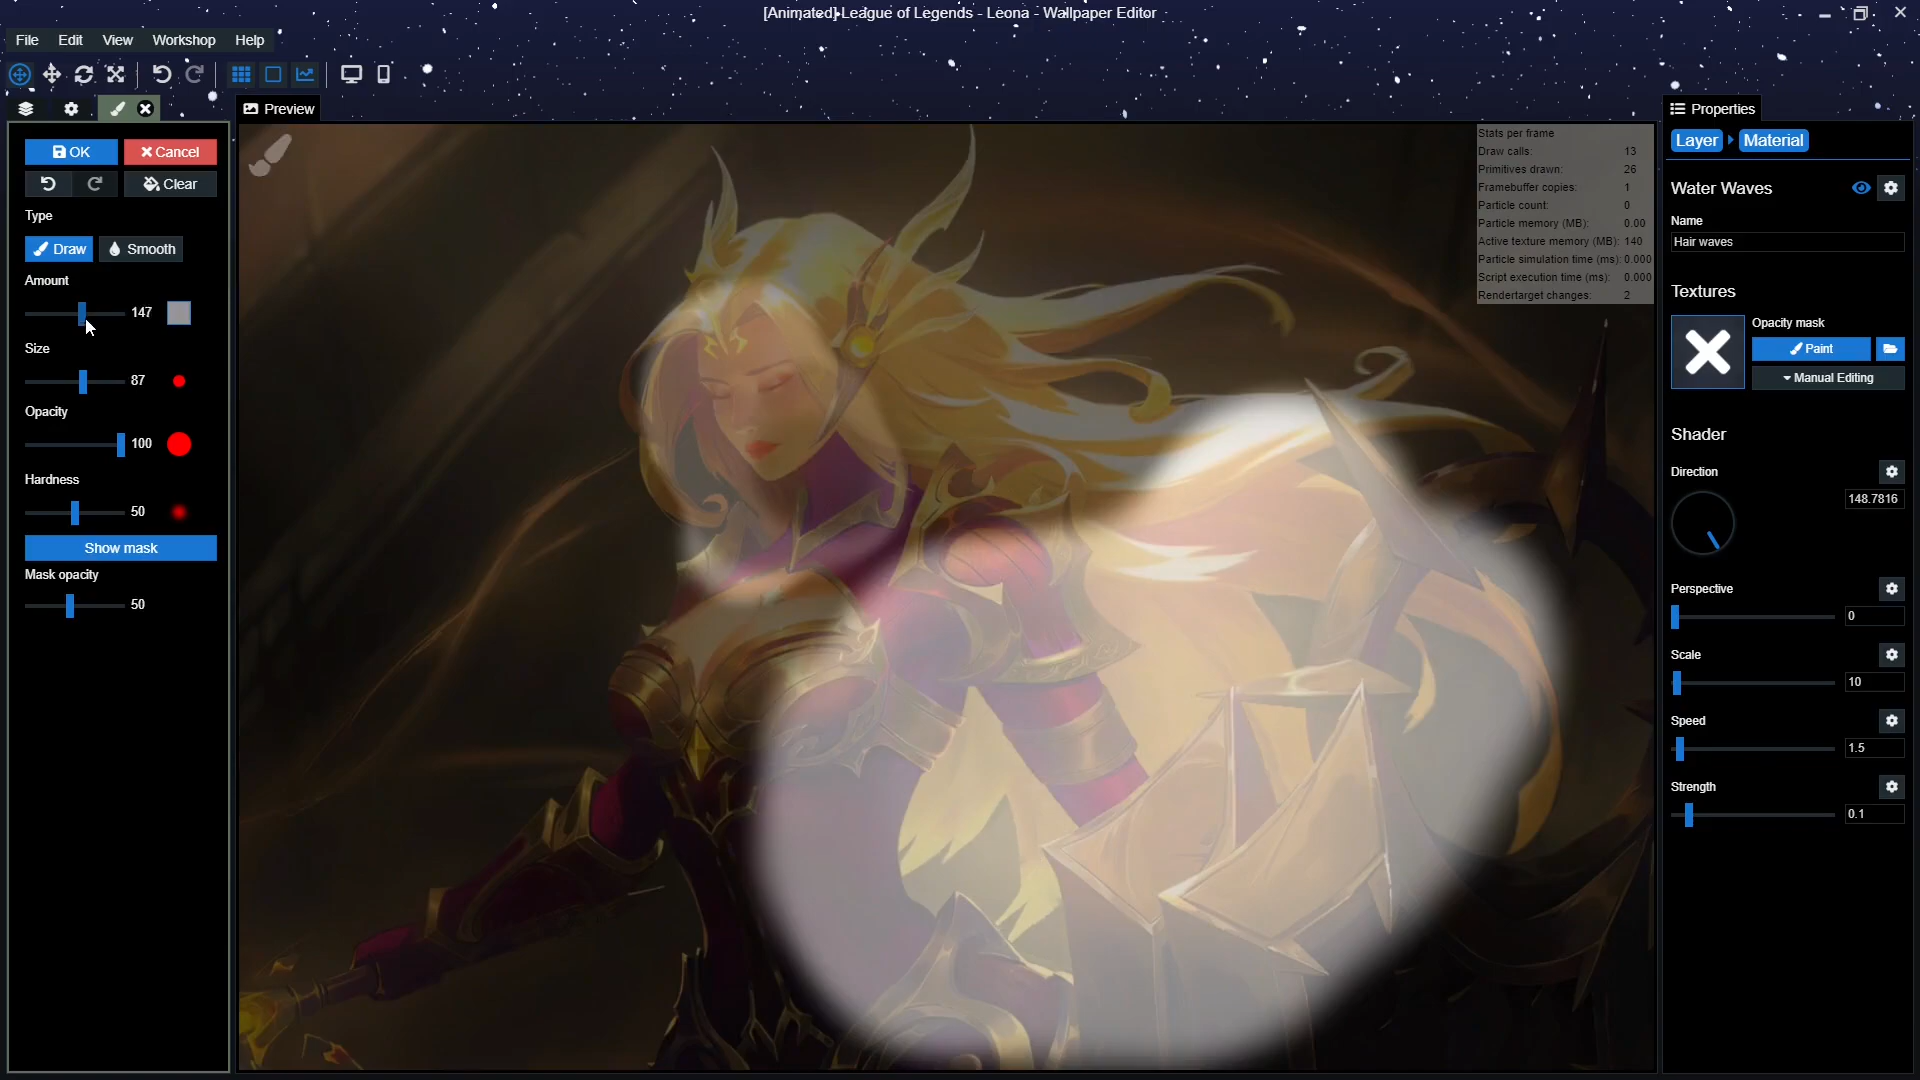 [Animated] League of Legends - Leona - Wallpaper Editor
File Edit View Workshop Help
Preview
Properties
OK
Cancel
Clear
Type
Draw
Smooth
Amount
147
Size
87
Opacity
100
Hardness
50
Show mask
Mask opacity
50
Stats per frame
Draw calls: 13
Primitives drawn: 26
Framebuffer copies: 1
Particle count: 0
Particle memory (MB): 0.00
Active texture memory (MB): 140
Particle simulation time (ms): 0.000
Script execution time (ms): 0.000
Rendertarget changes: 2
Layer
Material
Water Waves
Name
Hair waves
Textures
Opacity mask
Paint
Manual Editing
Shader
Direction
148.7816
Perspective
0
Scale
10
Speed
1.5
Strength
0.1